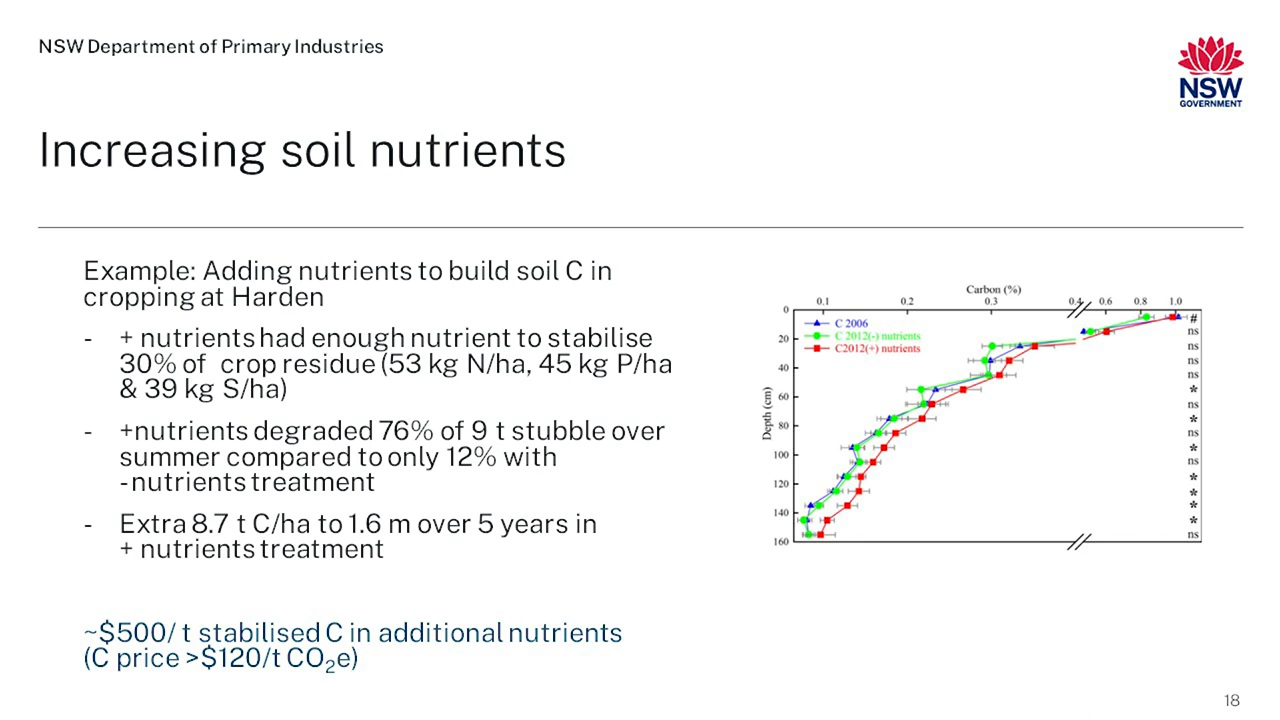 NSW Department of Primary Industries
NSW
GOVERNMENT
Increasing soil nutrients
Example: Adding nutrients to build soil C in
cropping at Harden
- + nutrients had enough nutrient to stabilise
30% of crop residue (53 kg N/ha, 45 kg P/ha
& 39 kg S/ha)
- +nutrients degraded 76% of 9 t stubble over
summer compared to only 12% with
-nutrients treatment
- Extra 8.7 t C/ha to 1.6 m over 5 years in
+ nutrients treatment
~$500/ t stabilised C in additional nutrients
(C price >$120/t CO₂e)
Carbon (%)
0.1 0.2 0.3 0.4 0.6 0.8 1.0
C 2006
C 2012(-) nutrients
C2012(+) nutrients
Depth (cm)
0
20
40
60
80
100
120
140
160
#
ns
ns
ns
ns
*
ns
*
ns
*
ns
*
*
*
*
ns
18